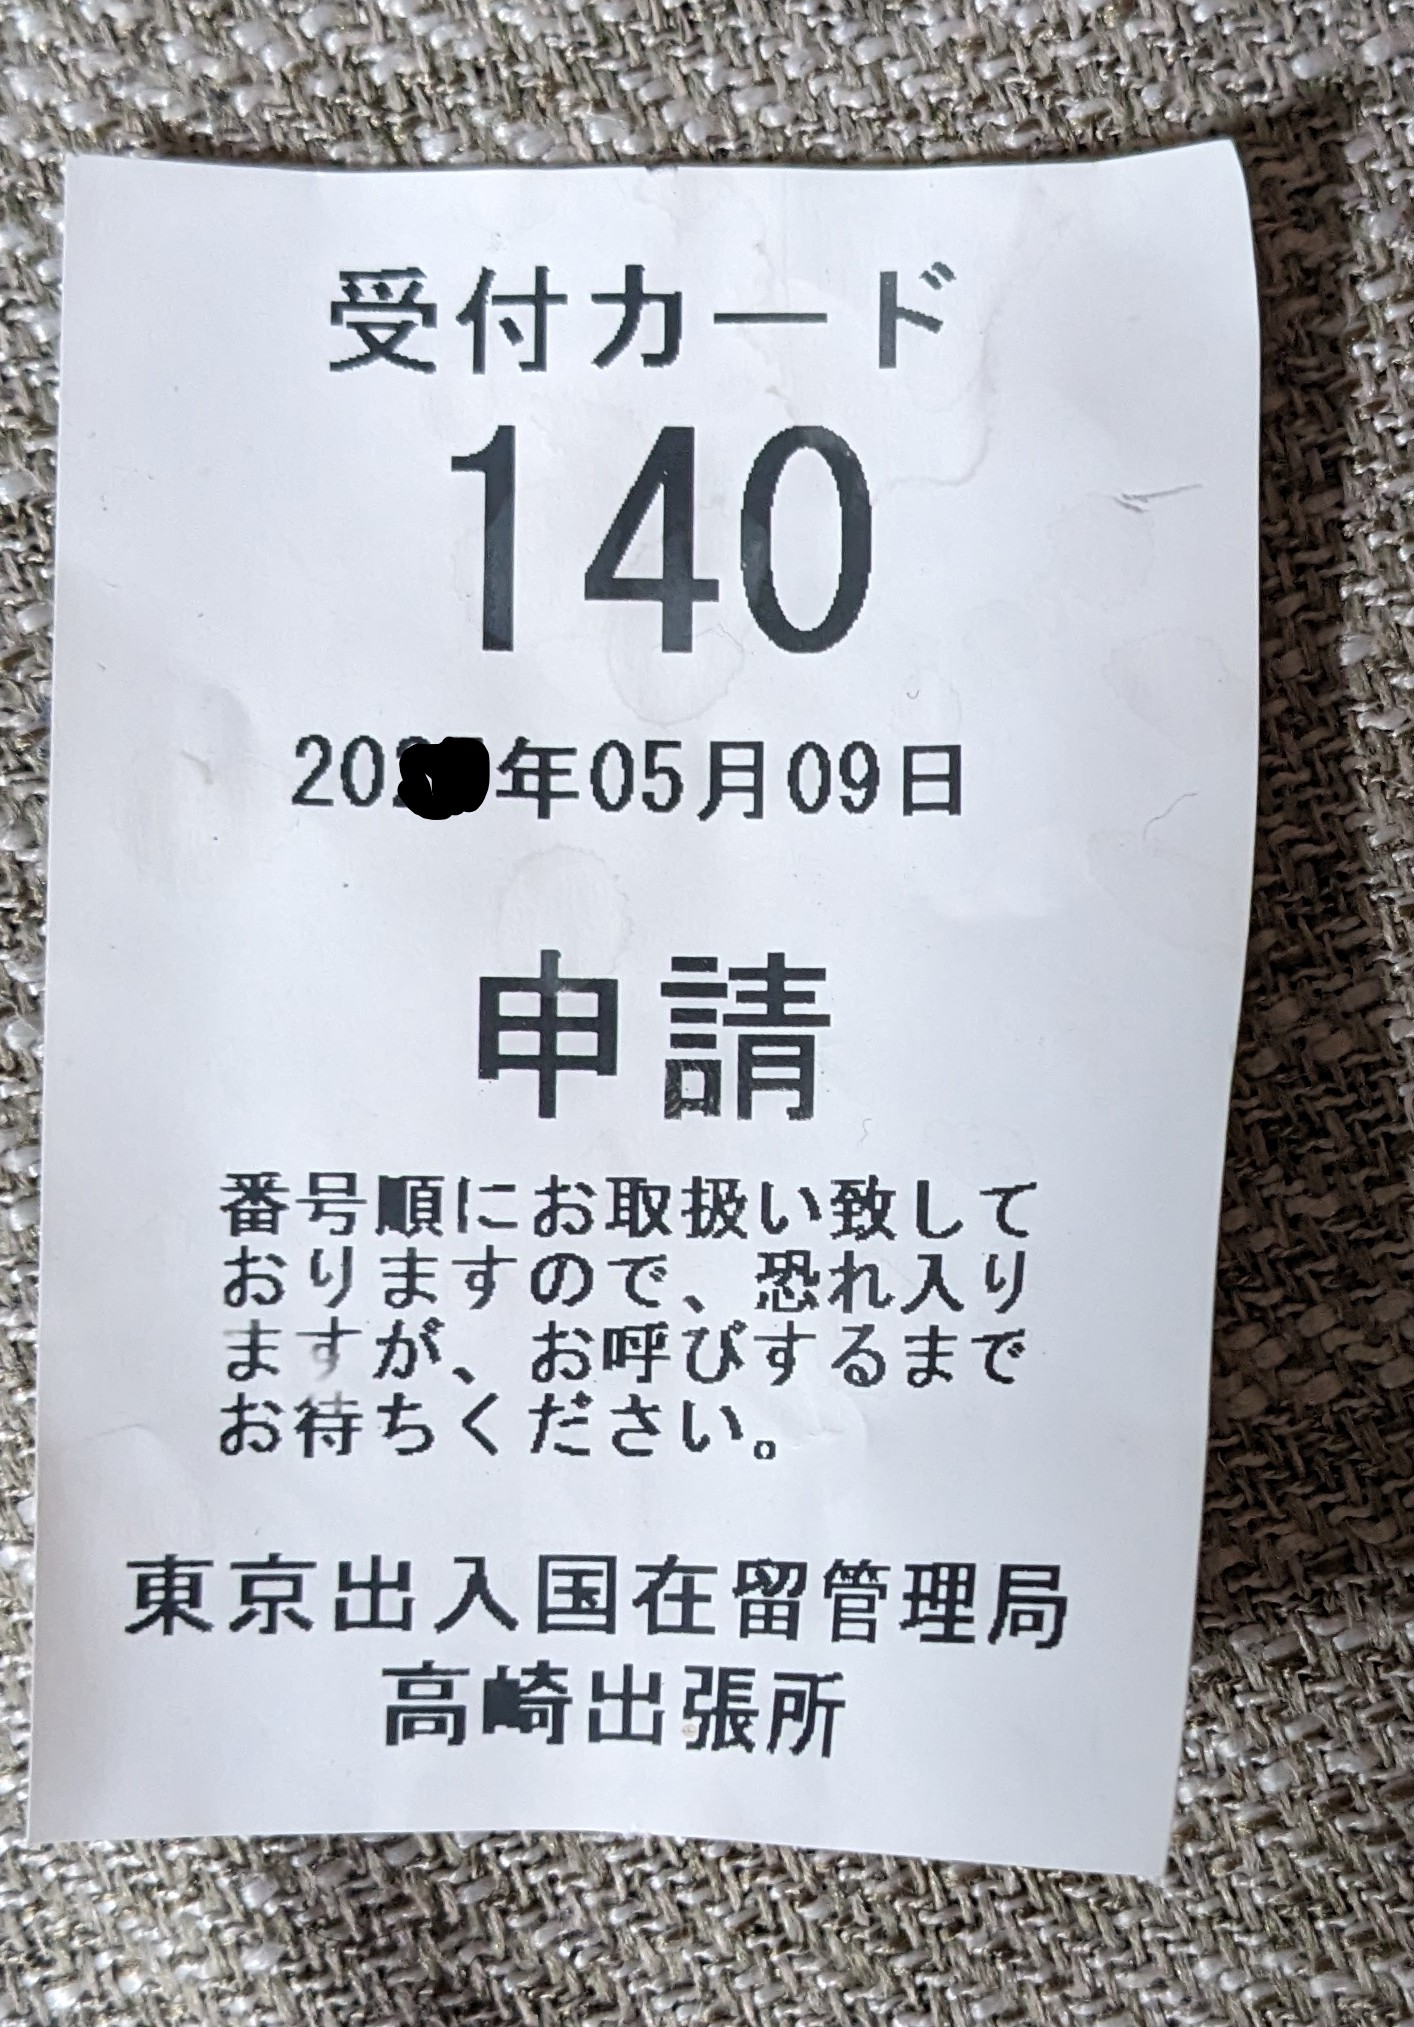 受付カード
140
20 年05月09日
申請
番号順にお取扱い致して
おりますので、恐れ入り
ますが、お呼びするまで
お待ちください。
東京出入国在留管理局
高崎出張所